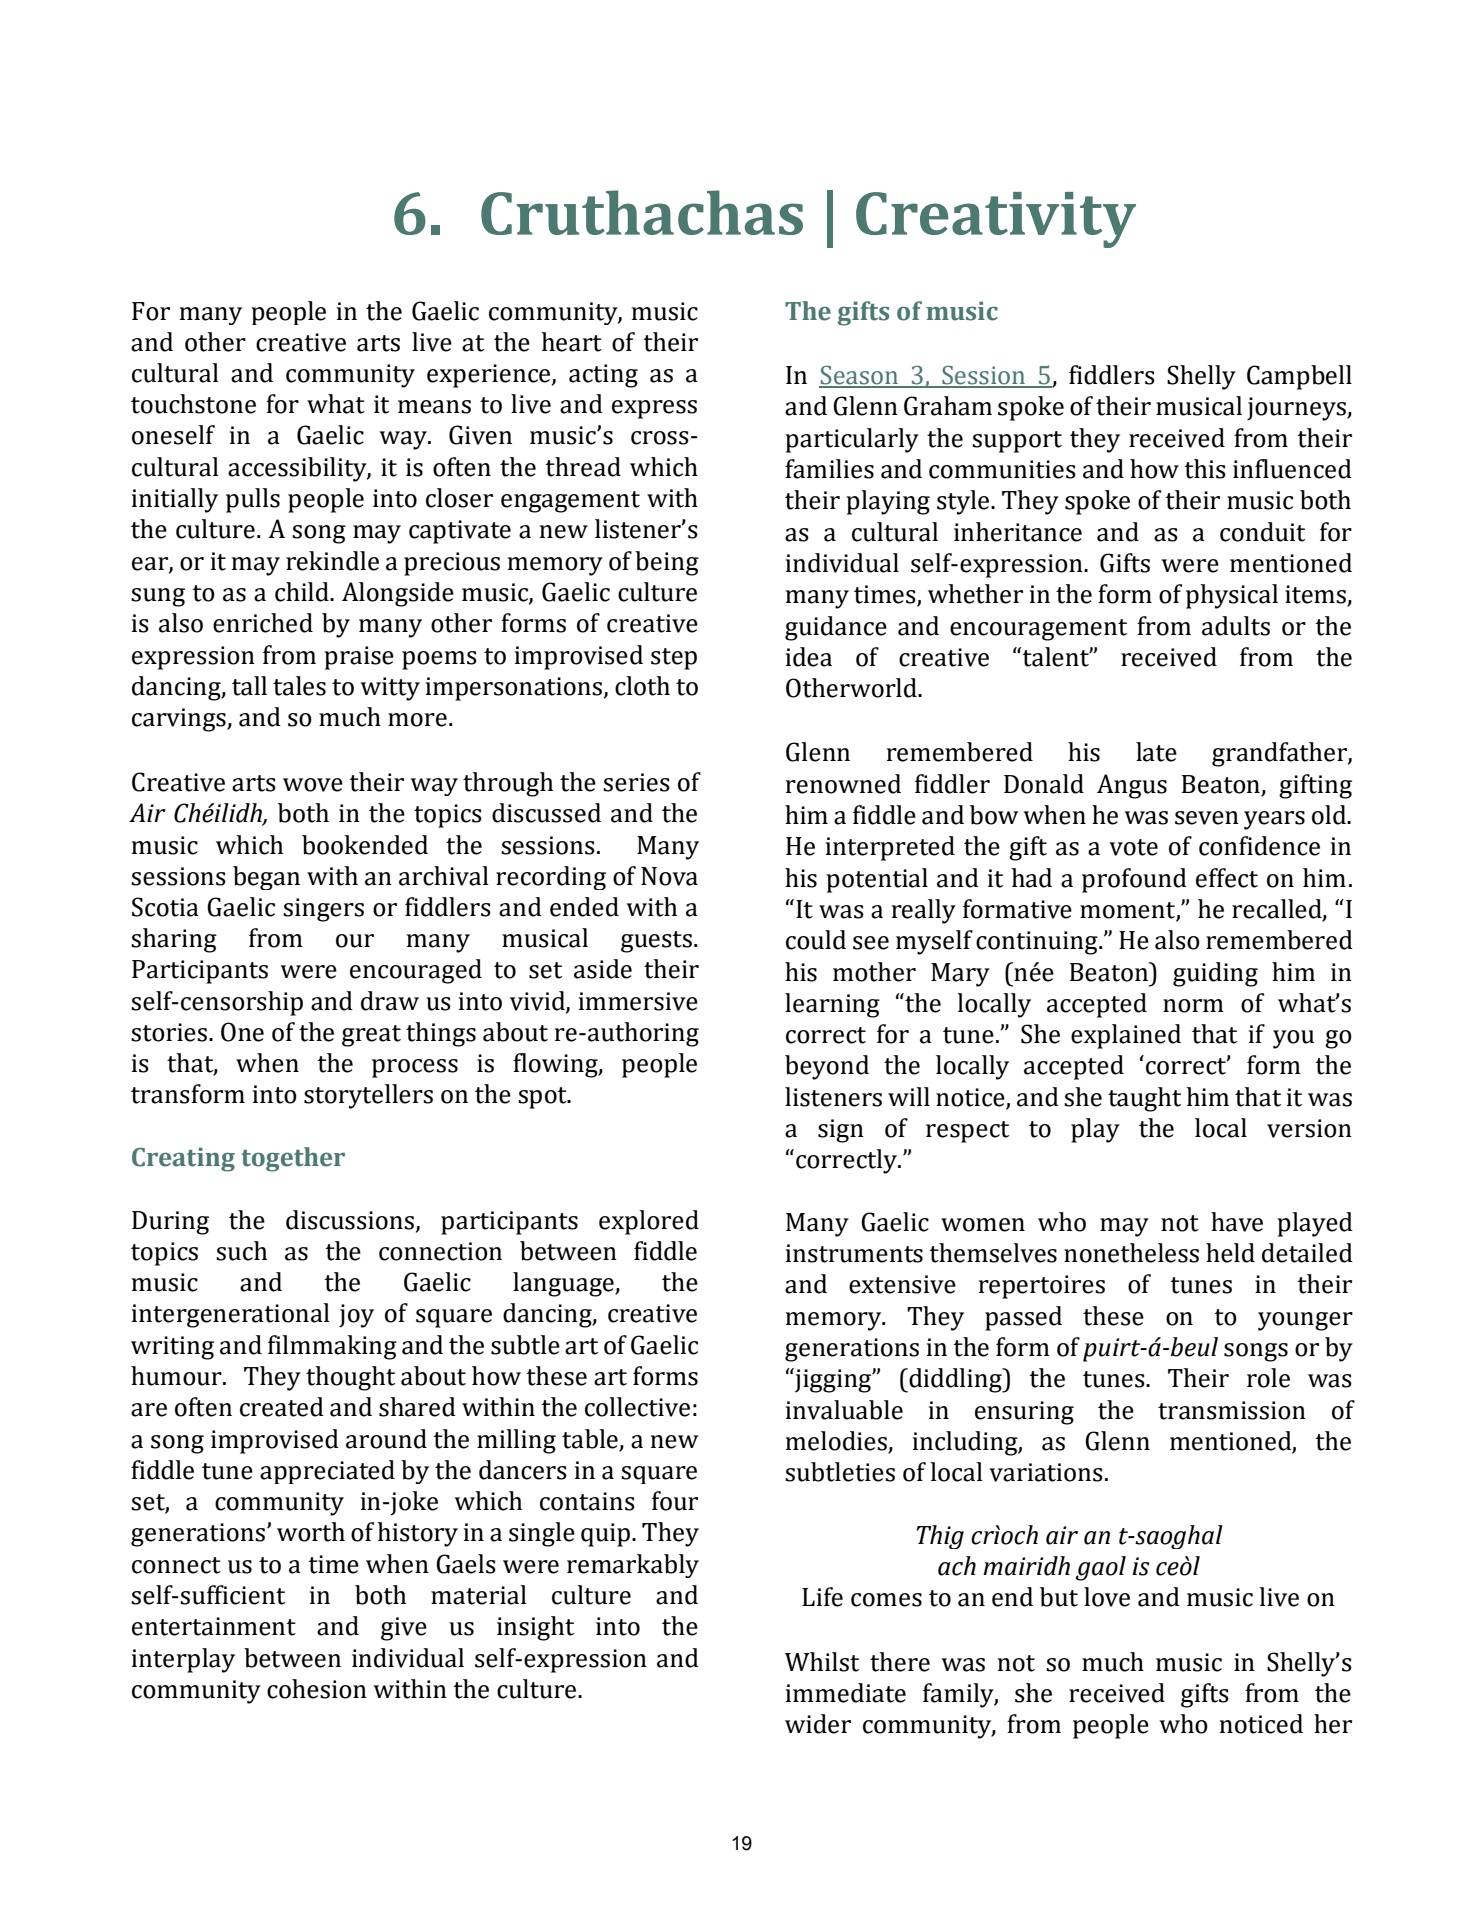 6. Cruthachas | Creativity
For many people in the Gaelic community, music
and other creative arts live at the heart of their
cultural and community experience, acting as a
touchstone for what it means to live and express
oneself in a Gaelic way. Given music’s cross-
cultural accessibility, it is often the thread which
initially pulls people into closer engagement with
the culture. A song may captivate a new listener’s
ear, or it may rekindle a precious memory of being
sung to as a child. Alongside music, Gaelic culture
is also enriched by many other forms of creative
expression from praise poems to improvised step
dancing, tall tales to witty impersonations, cloth to
carvings, and so much more.
Creative arts wove their way through the series of
Air Chéilidh, both in the topics discussed and the
music which bookended the sessions. Many
sessions began with an archival recording of Nova
Scotia Gaelic singers or fiddlers and ended with a
sharing from our many musical guests.
Participants were encouraged to set aside their
self-censorship and draw us into vivid, immersive
stories. One of the great things about re-authoring
is that, when the process is flowing, people
transform into storytellers on the spot.
Creating together
During the discussions, participants explored
topics such as the connection between fiddle
music and the Gaelic language, the
intergenerational joy of square dancing, creative
writing and filmmaking and the subtle art of Gaelic
humour. They thought about how these art forms
are often created and shared within the collective:
a song improvised around the milling table, a new
fiddle tune appreciated by the dancers in a square
set, a community in-joke which contains four
generations’ worth of history in a single quip. They
connect us to a time when Gaels were remarkably
self-sufficient in both material culture and
entertainment and give us insight into the
interplay between individual self-expression and
community cohesion within the culture.
The gifts of music
In Season 3, Session 5, fiddlers Shelly Campbell
and Glenn Graham spoke of their musical journeys,
particularly the support they received from their
families and communities and how this influenced
their playing style. They spoke of their music both
as a cultural inheritance and as a conduit for
individual self-expression. Gifts were mentioned
many times, whether in the form of physical items,
guidance and encouragement from adults or the
idea of creative “talent” received from the
Otherworld.
Glenn remembered his late grandfather,
renowned fiddler Donald Angus Beaton, gifting
him a fiddle and bow when he was seven years old.
He interpreted the gift as a vote of confidence in
his potential and it had a profound effect on him.
“It was a really formative moment,” he recalled, “I
could see myself continuing.” He also remembered
his mother Mary (née Beaton) guiding him in
learning “the locally accepted norm of what’s
correct for a tune.” She explained that if you go
beyond the locally accepted ‘correct’ form the
listeners will notice, and she taught him that it was
a sign of respect to play the local version
“correctly.”
Many Gaelic women who may not have played
instruments themselves nonetheless held detailed
and extensive repertoires of tunes in their
memory. They passed these on to younger
generations in the form of puirt-á-beul songs or by
“jigging” (diddling) the tunes. Their role was
invaluable in ensuring the transmission of
melodies, including, as Glenn mentioned, the
subtleties of local variations.
Thig crìoch air an t-saoghal
ach mairidh gaol is ceòl
Life comes to an end but love and music live on
Whilst there was not so much music in Shelly’s
immediate family, she received gifts from the
wider community, from people who noticed her
19